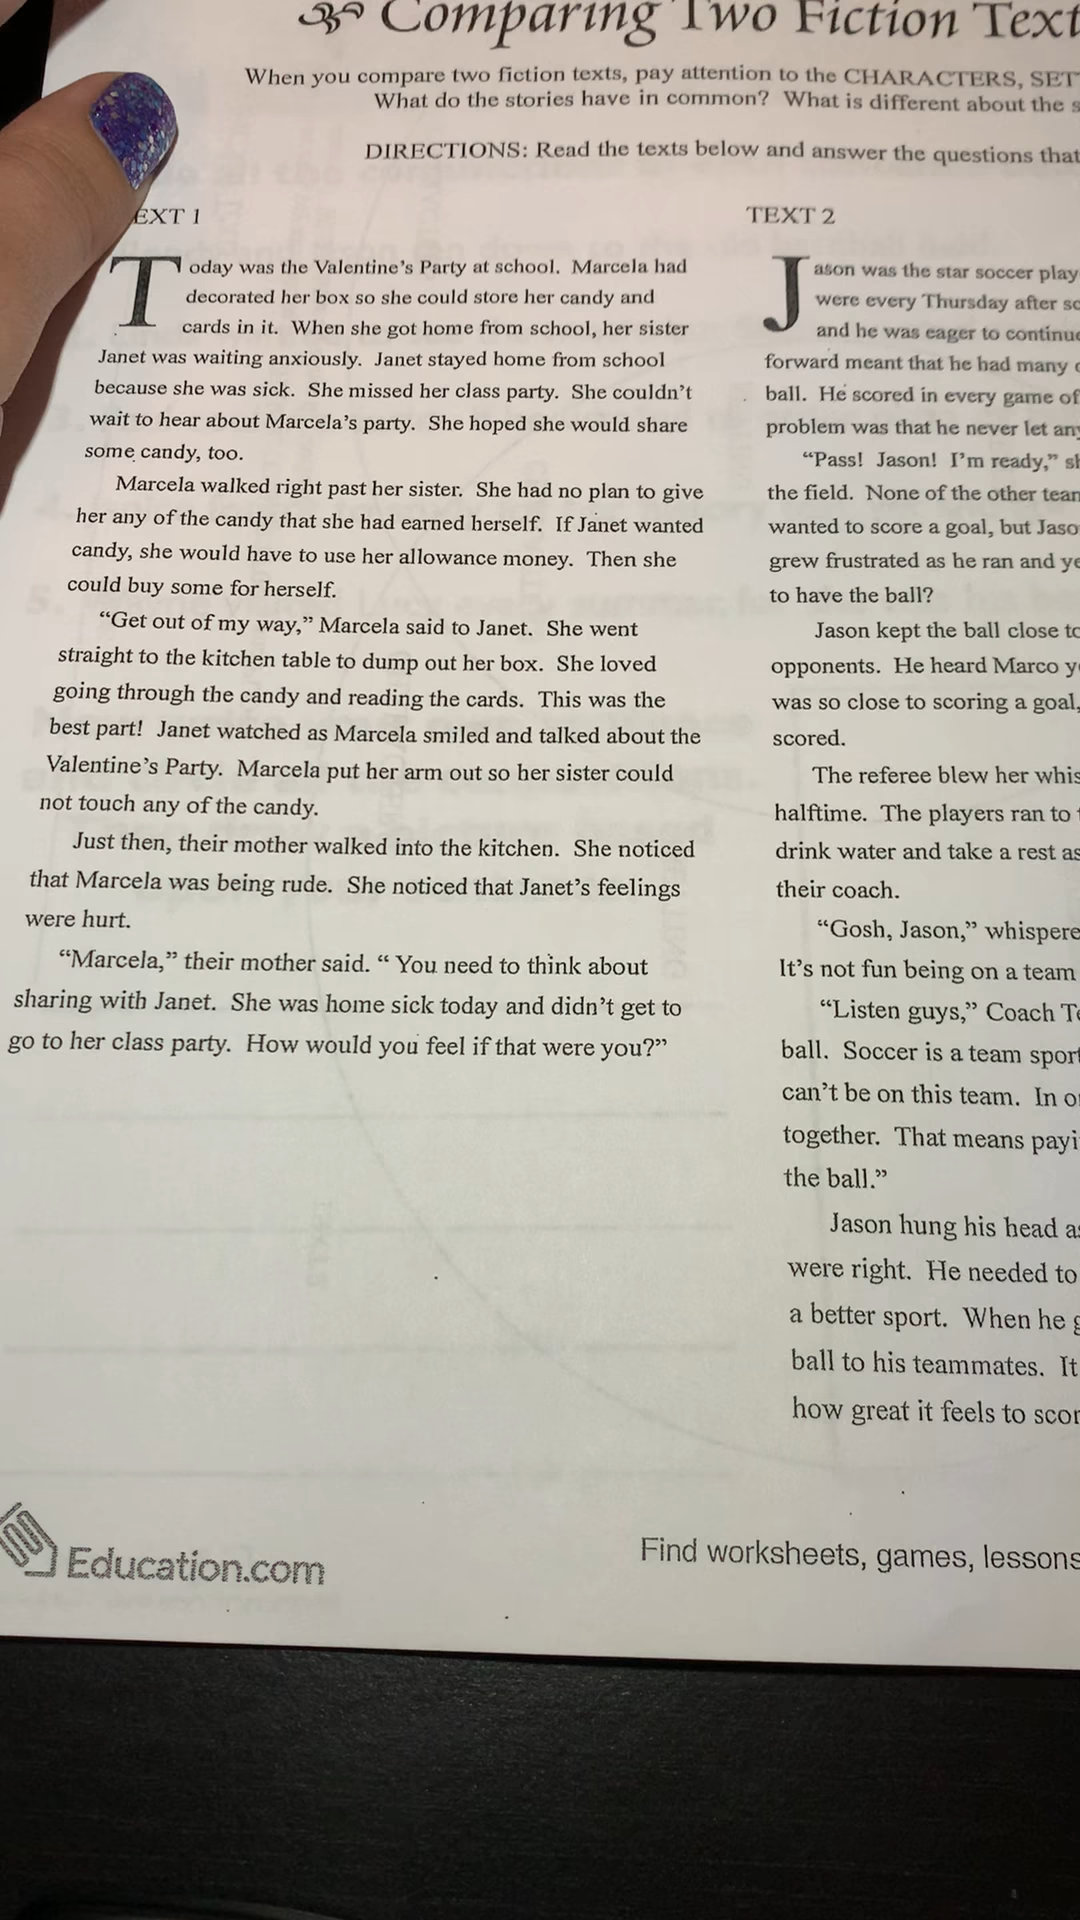 Comparing Two Fiction Text
When you compare two fiction texts, pay attention to the CHARACTERS,
What do the stories have in common? What is different about the
DIRECTIONS: Read the texts below and answer the questions that
EXT 1
Today was the Valentine's Party at school. Marcela had
decorated her box so she could store her candy and
cards in it. When she got home from school, her sister
Janet was waiting anxiously. Janet stayed home from school
because she was sick. She missed her class party. She couldn't
wait to hear about Marcela's party. She hoped she would share
some candy, too.
Marcela walked right past her sister. She had no plan to give
her any of the candy that she had earned herself. If Janet wanted
candy, she would have to use her allowance money. Then she
could buy some for herself.
“Get out of my way,” Marcela said to Janet. She went
straight to the kitchen table to dump out her box. She loved
going through the candy and reading the cards. This was the
best part! Janet watched as Marcela smiled and talked about the
Valentine's Party. Marcela put her arm out so her sister could
not touch any of the candy.
Just then, their mother walked into the kitchen. She noticed
that Marcela was being rude. She noticed that Janet's feelings
were hurt.
“Marcela,” their mother said. “ You need to think about
sharing with Janet. She was home sick today and didn't get to
go to her class party. How would you feel if that were you?”
TEXT 2
Jason was the star soccer play
were every Thursday after
and he was eager to continue
forward meant that he had many
ball. He scored in every game of
problem was that he never let
“Pass! Jason! I'm ready,”
the field. None of the other
wanted to score a goal, but Jaso
grew frustrated as he ran and
to have the ball?
Jason kept the ball close
opponents. He heard Marco
was so close to scoring a goal,
scored.
The referee blew her
halftime. The players ran to
drink water and take a rest as
their coach.
“Gosh, Jason,” whispere
It's not fun being on a team
“Listen guys,” Coach
ball. Soccer is a team sport
can't be on this team. In
together. That means
the ball.”
Jason hung his head
were right. He needed to
a better sport. When he
ball to his teammates. It
how great it feels to
Education.com
Find worksheets, games, lessons